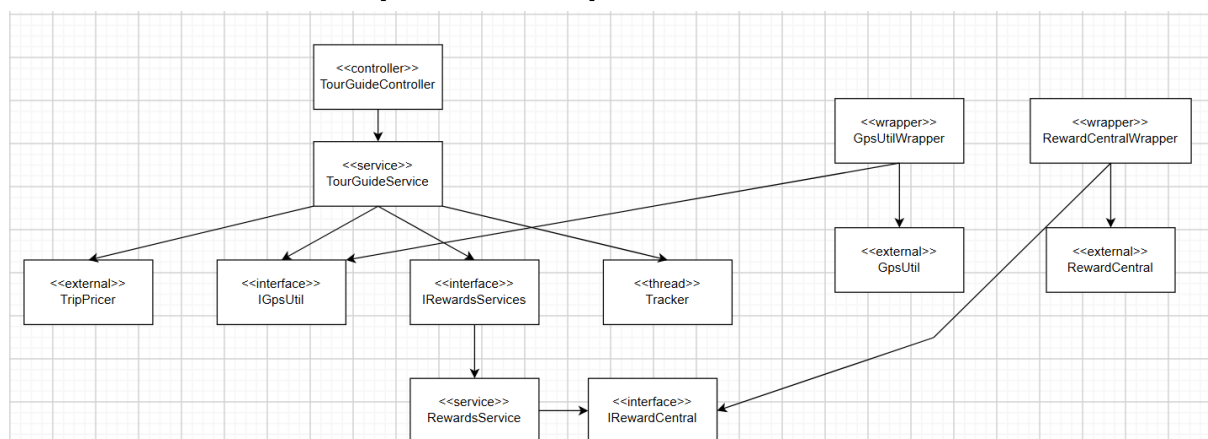 <<controller>>
TourGuideController
<<wrapper>>
GpsUtilWrapper
<<wrapper>>
RewardCentralWrapper
<<service>>
TourGuideService
<<external>>
GpsUtil
<<external>>
RewardCentral
<<external>>
TripPricer
<<interface>>
IGpsUtil
<<interface>>
IRewardsServices
<<thread>>
Tracker
<<service>>
RewardsService
<<interface>>
IRewardCentral